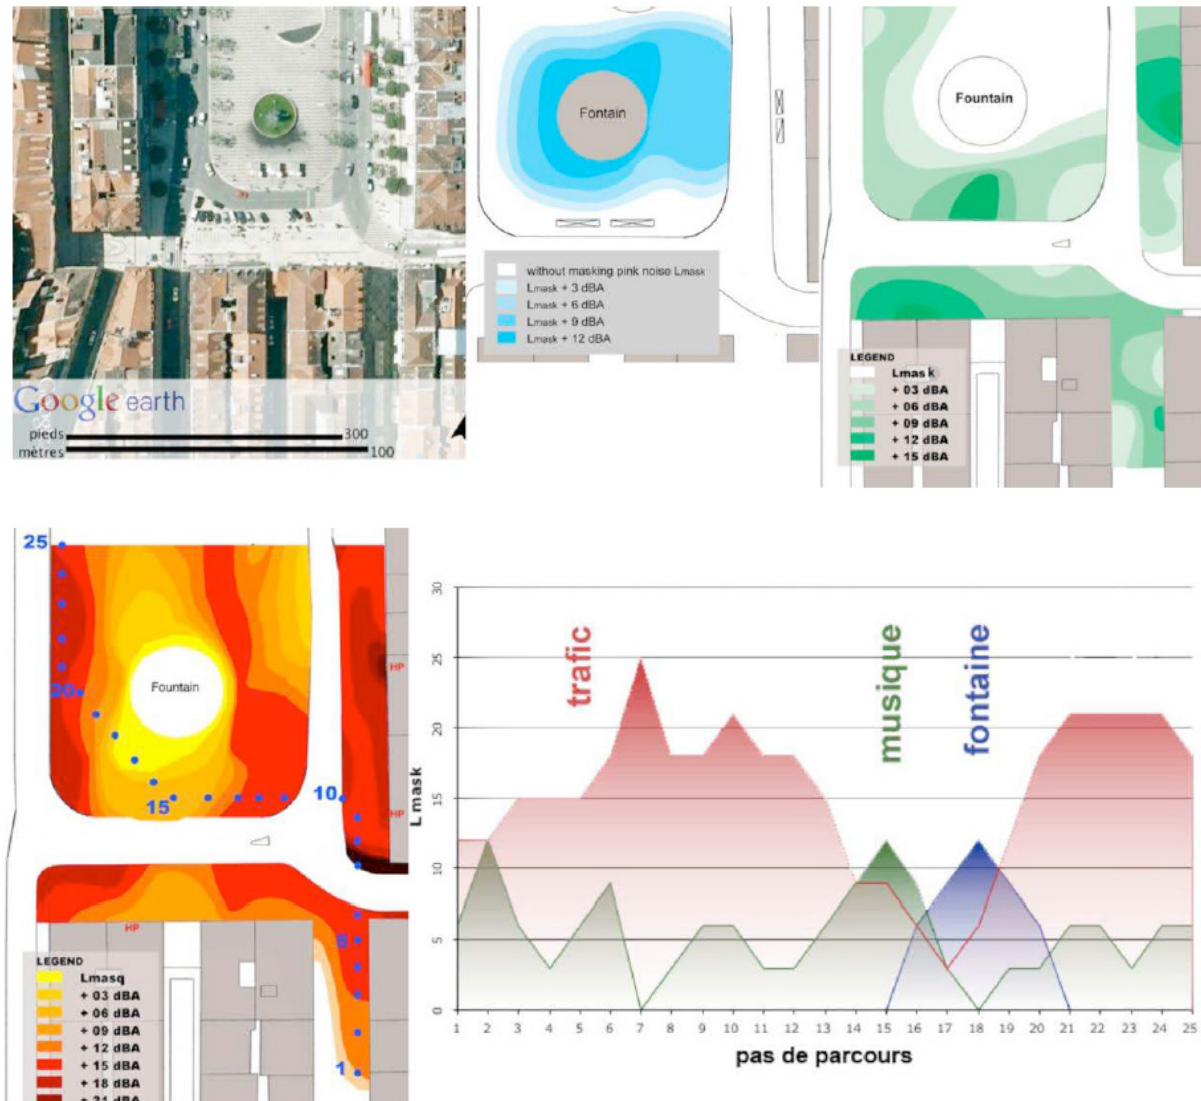 Google earth
pieds 300
mètres 100
Fontain
without masking pink noise Lmask
Lmask + 3 dBA
Lmask + 6 dBA
Lmask + 9 dBA
Lmask + 12 dBA
Fountain
LEGEND
Lmask
+ 03 dBA
+ 06 dBA
+ 09 dBA
+ 12 dBA
+ 15 dBA
25
Fountain
HP
20
15
10
HP
HP
5
1
LEGEND
Lmasq
+ 03 dBA
+ 06 dBA
+ 09 dBA
+ 12 dBA
+ 15 dBA
+ 18 dBA
+ 21 dBA
trafic
musique
fontaine
Lmask
30
25
20
15
10
5
0
1 2 3 4 5 6 7 8 9 10 11 12 13 14 15 16 17 18 19 20 21 22 23 24 25
pas de parcours